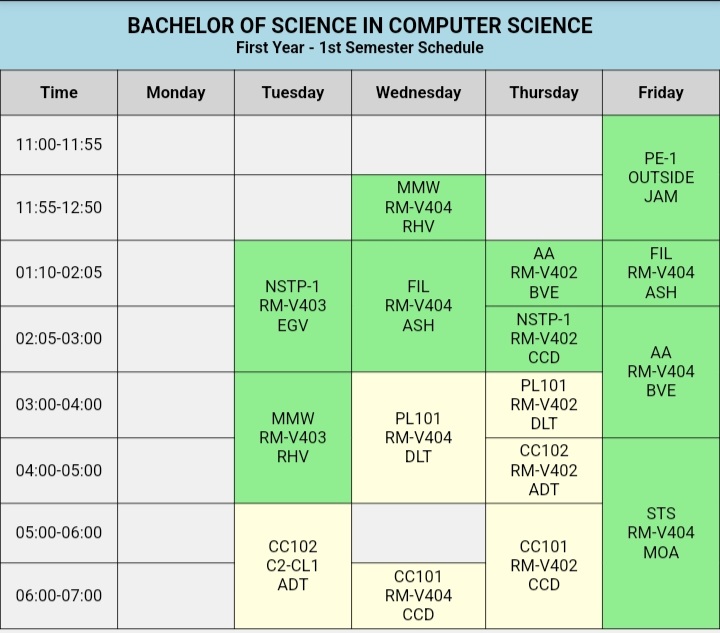 BACHELOR OF SCIENCE IN COMPUTER SCIENCE
First Year - 1st Semester Schedule
Time Monday Tuesday Wednesday Thursday Friday
11:00-11:55
PE-1
OUTSIDE
JAM
11:55-12:50
MMW
RM-V404
RHV
01:10-02:05
NSTP-1
RM-V403
EGV
FIL
RM-V404
ASH
AA
RM-V402
BVE
FIL
RM-V404
ASH
02:05-03:00
NSTP-1
RM-V402
CCD
AA
RM-V404
BVE
03:00-04:00
MMW
RM-V403
RHV
PL101
RM-V404
DLT
PL101
RM-V402
DLT
04:00-05:00
CC102
RM-V402
ADT
STS
RM-V404
MOA
05:00-06:00
CC102
C2-CL1
ADT
CC101
RM-V402
CCD
06:00-07:00
CC101
RM-V404
CCD